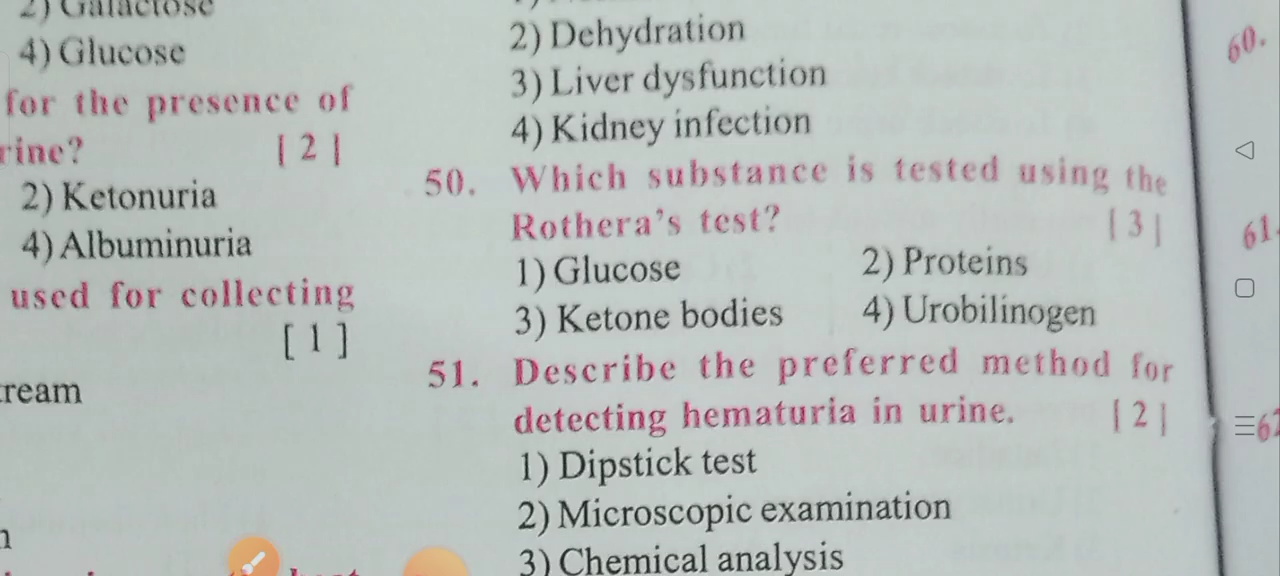 2) Galactose
4) Glucose
for the presence of
rine? [ 2 ]
2) Ketonuria
4) Albuminuria
used for collecting
[ 1 ]
ream
2) Dehydration
3) Liver dysfunction
4) Kidney infection
50. Which substance is tested using the
Rothera's test? [ 3 ]
1) Glucose 2) Proteins
3) Ketone bodies 4) Urobilinogen
51. Describe the preferred method for
detecting hematuria in urine. [ 2 ]
1) Dipstick test
2) Microscopic examination
3) Chemical analysis
60.
61.